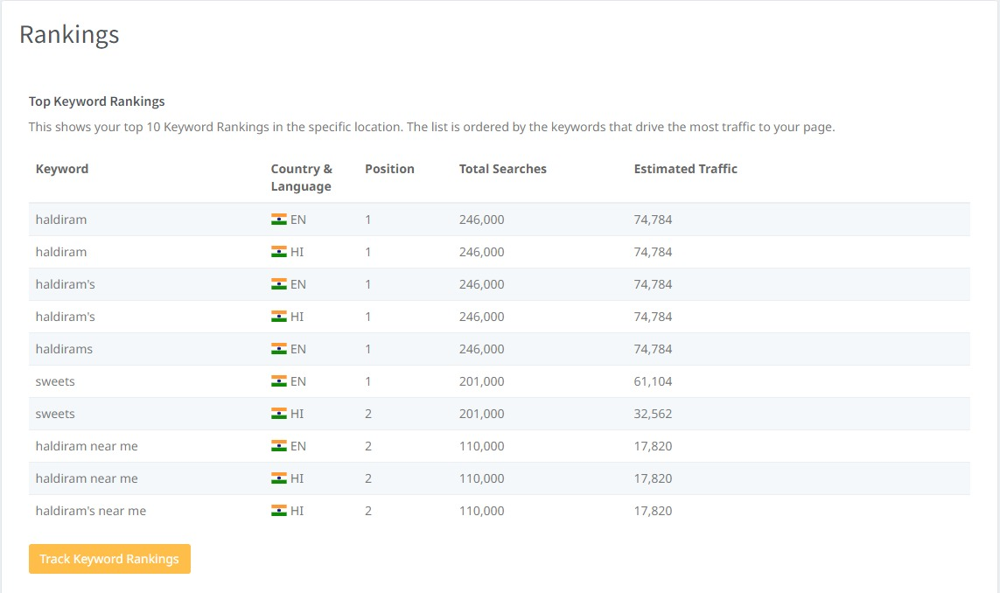 Rankings
Top Keyword Rankings
This shows your top 10 Keyword Rankings in the specific location. The list is ordered by the keywords that drive the most traffic to your page.
Keyword Country & Language Position Total Searches Estimated Traffic
haldiram EN 1 246,000 74,784
haldiram HI 1 246,000 74,784
haldiram's EN 1 246,000 74,784
haldiram's HI 1 246,000 74,784
haldirams EN 1 246,000 74,784
sweets EN 1 201,000 61,104
sweets HI 2 201,000 32,562
haldiram near me EN 2 110,000 17,820
haldiram near me HI 2 110,000 17,820
haldiram's near me HI 2 110,000 17,820
Track Keyword Rankings